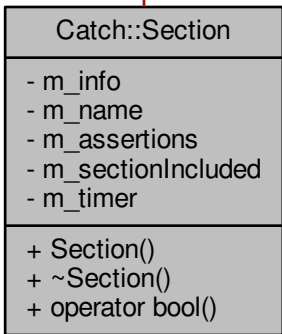 Catch::Section
- m_info
- m_name
- m_assertions
- m_sectionIncluded
- m_timer
+ Section()
+ ~Section()
+ operator bool()